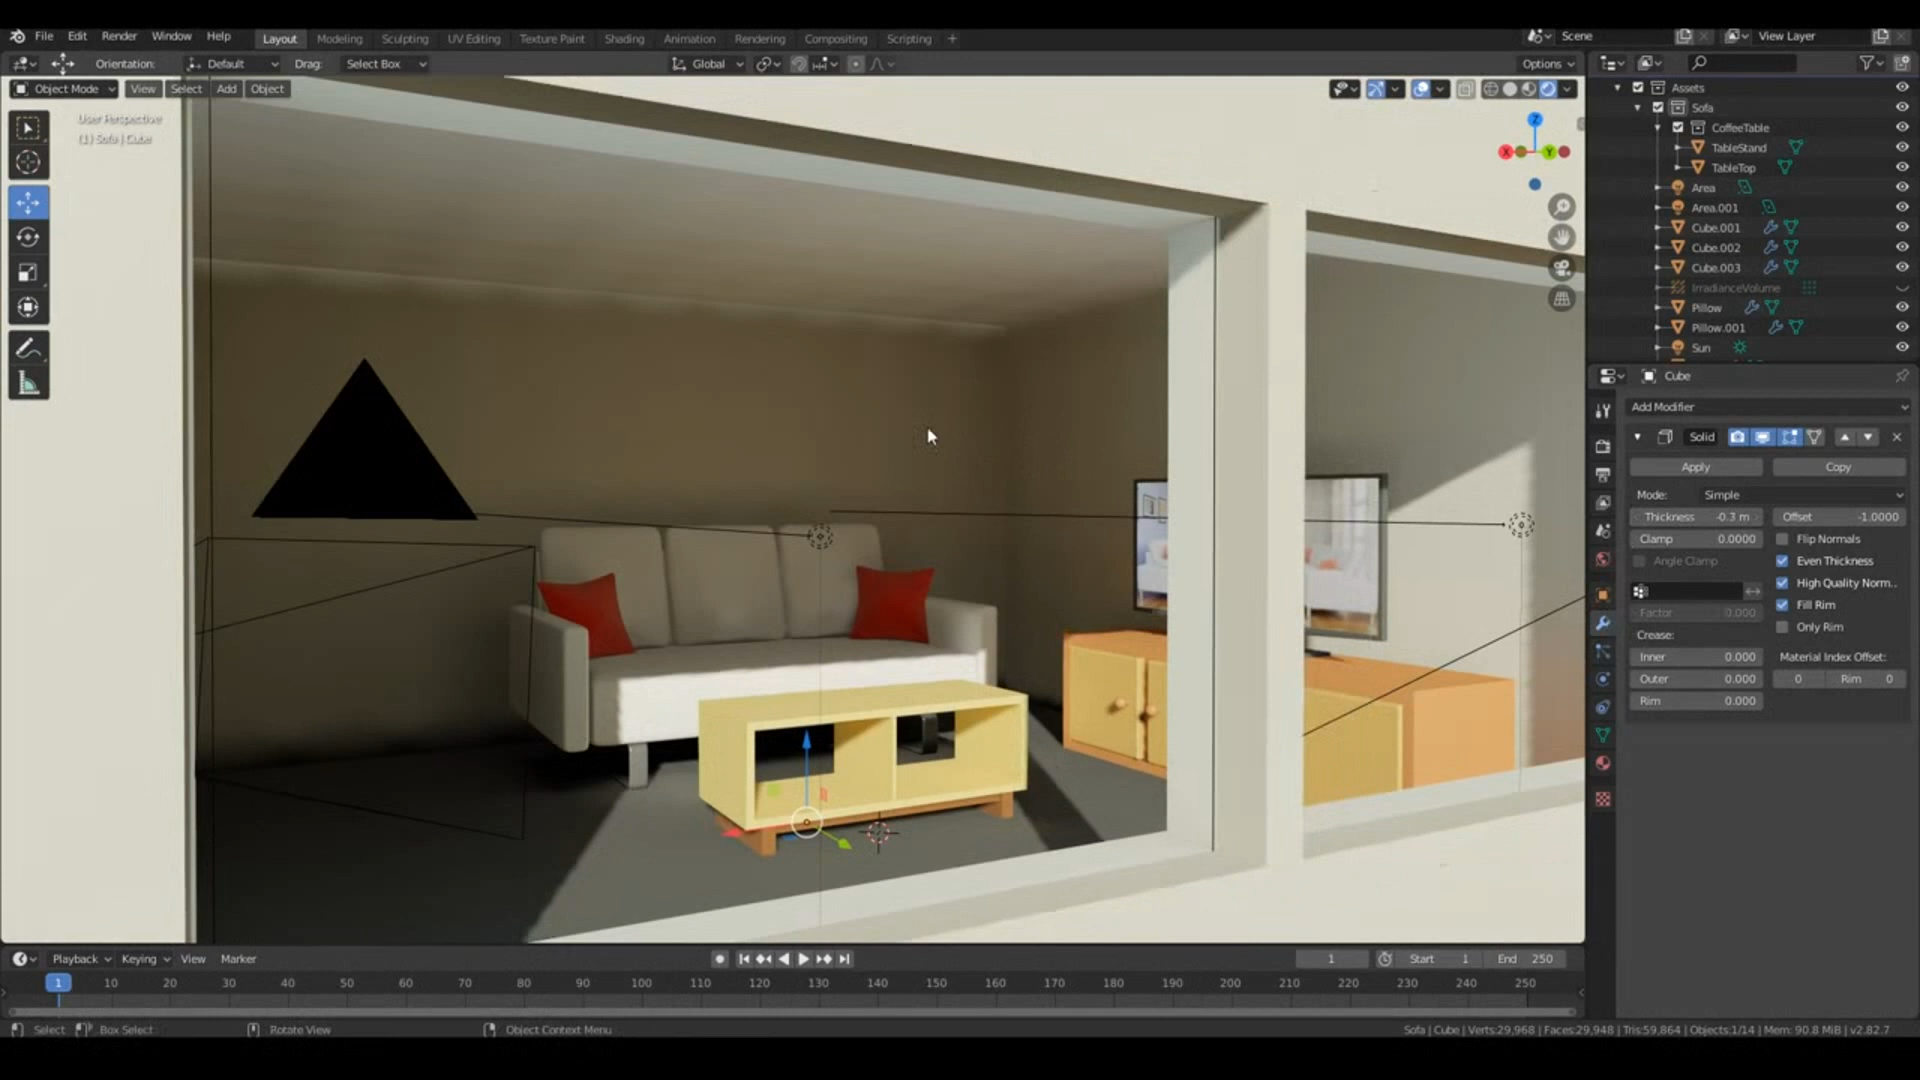 File Edit Render Window Help Layout Modeling Sculpting UV Editing Texture Paint Shading Animation Rendering Compositing Scripting + Scene View Layer
Orientation: Default Drag: Select Box Global Options
Object Mode View Select Add Object
User Perspective
(1) Sofa | Cube
Z
X Y
Assets
Sofa
CoffeeTable
TableStand
TableTop
Area
Area.001
Cube.001
Cube.002
Cube.003
IrradianceVolume
Pillow
Pillow.001
Sun
Cube
Add Modifier
Solid
Apply Copy
Mode: Simple
Thickness -0.3 m Offset -1.0000
Clamp 0.0000 Flip Normals
Angle Clamp Even Thickness
High Quality Norm..
Factor 0.000 Fill Rim
Crease: Only Rim
Inner 0.000 Material Index Offset:
Outer 0.000 0 Rim 0
Rim 0.000
Playback Keying View Marker 1 Start 1 End 250
1 10 20 30 40 50 60 70 80 90 100 110 120 130 140 150 160 170 180 190 200 210 220 230 240 250
Select Box Select Rotate View Object Context Menu Sofa | Cube | Verts:29,968 | Faces:29,948 | Tris:59,864 | Objects:1/14 | Mem: 90.8 MiB | v2.82.7